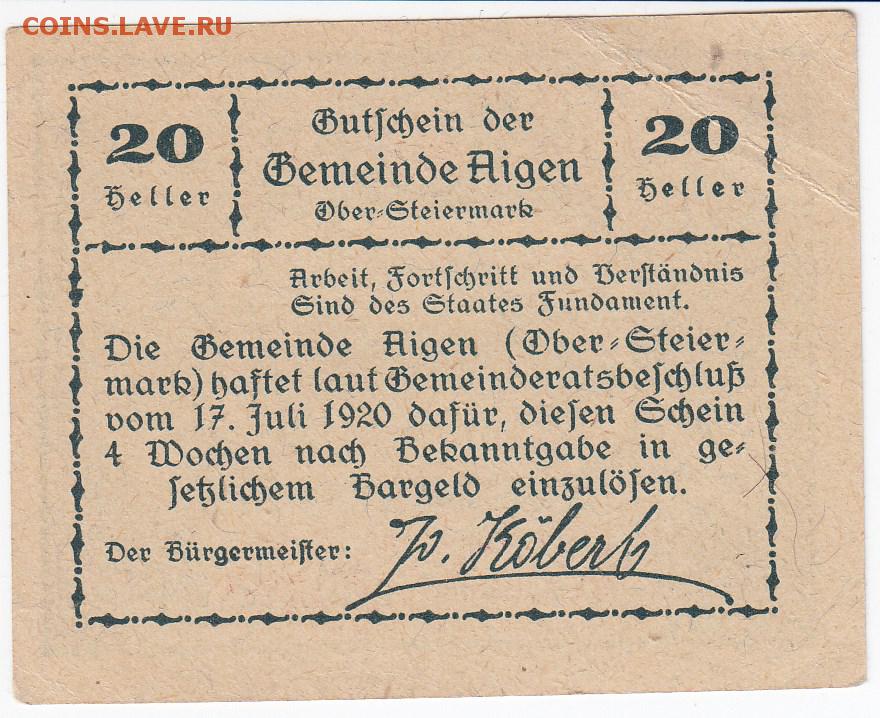 COINS.LAVE.RU
20
Heller
Gutschein der
Gemeinde Aigen
Ober-Steiermark
20
Heller
Arbeit, Fortschritt und Verständnis
Sind des Staates Fundament.
Die Gemeinde Aigen (Ober-Steier-
mark) haftet laut Gemeinderatsbeschluß
vom 17. Juli 1920 dafür, diesen Schein
4 Wochen nach Bekanntgabe in ge-
setzlichem Bargeld einzulösen.
Der Bürgermeister:
Köberl